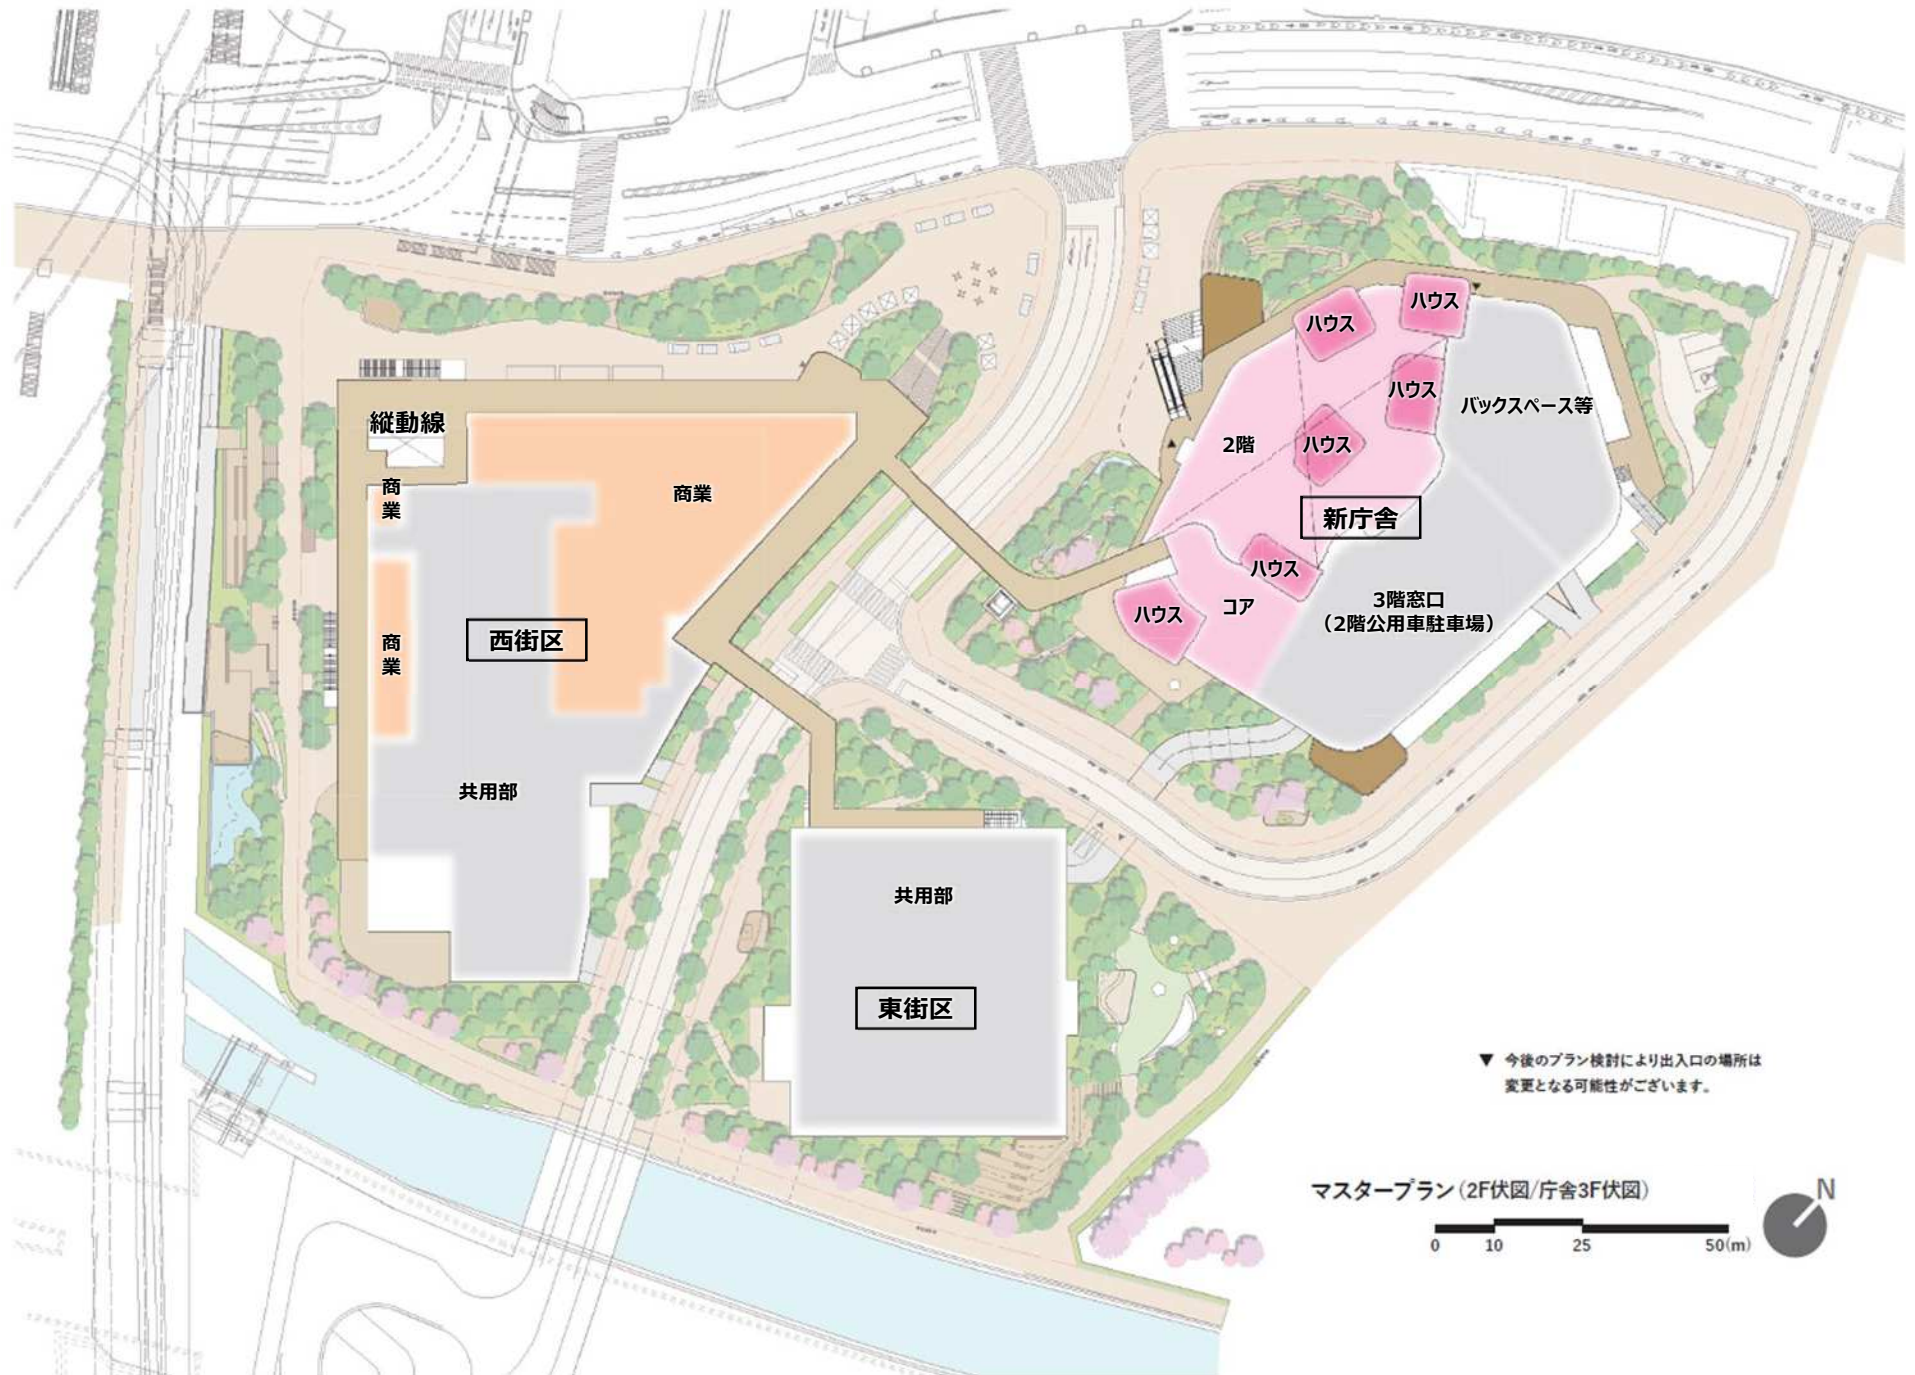 ハウス
ハウス
縦動線
ハウス
バックスペース等
2階
ハウス
商業
商業
新庁舎
ハウス
コア
3階窓口
(2階公用車駐車場)
ハウス
西街区
商業
共用部
共用部
東街区
▼ 今後のプラン検討により出入口の場所は
変更となる可能性がございます。
マスタープラン(2F伏図/庁舎3F伏図)
N
0 10 25 50(m)